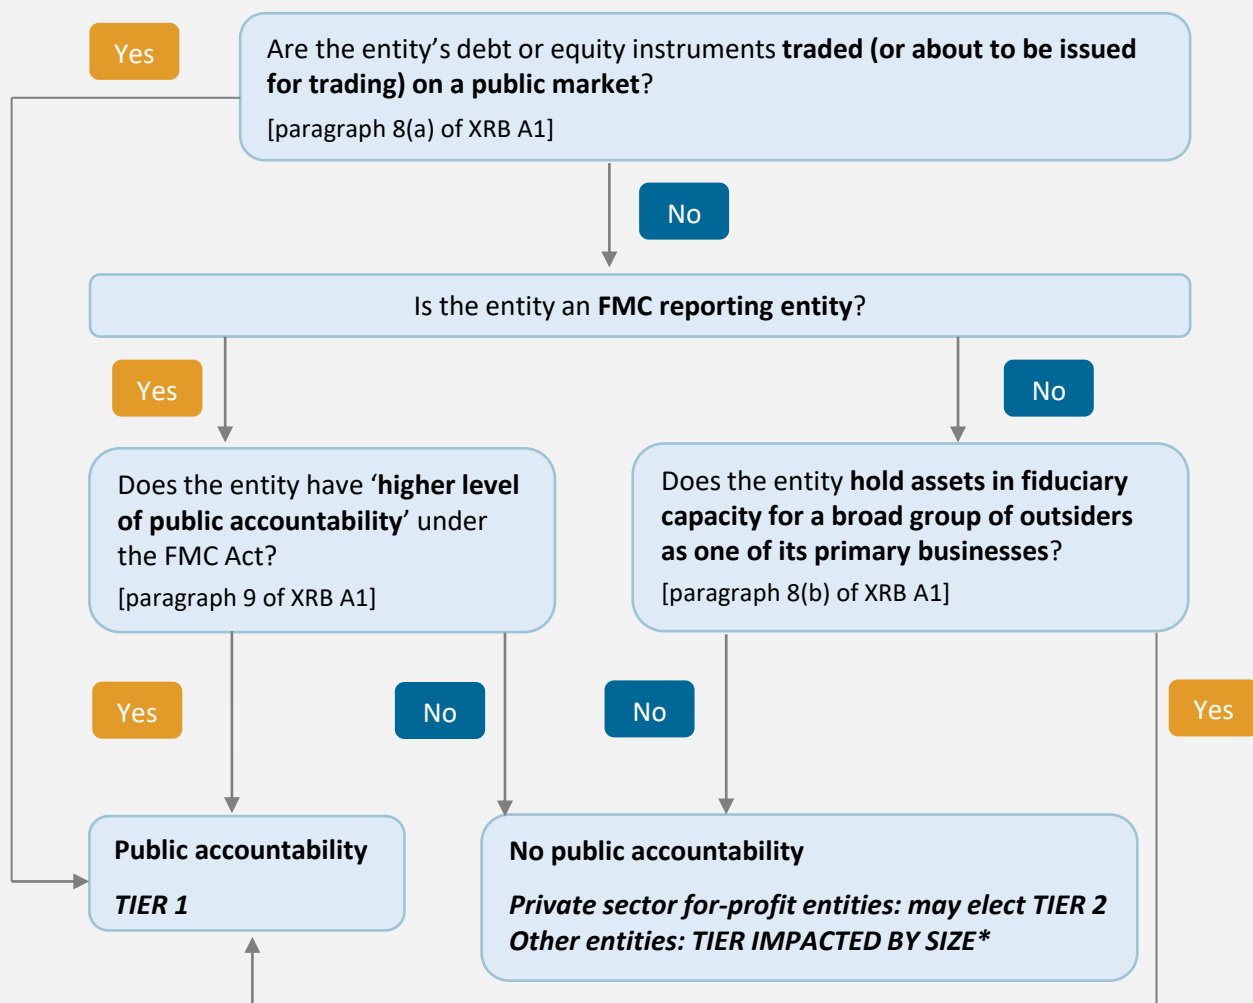 Yes
Are the entity’s debt or equity instruments traded (or about to be issued
for trading) on a public market?
[paragraph 8(a) of XRB A1]
No
Is the entity an FMC reporting entity?
Yes
No
Does the entity have ‘higher level
of public accountability’ under
the FMC Act?
[paragraph 9 of XRB A1]
Does the entity hold assets in fiduciary
capacity for a broad group of outsiders
as one of its primary businesses?
[paragraph 8(b) of XRB A1]
Yes
No
No
Yes
Public accountability
TIER 1
No public accountability
Private sector for-profit entities: may elect TIER 2
Other entities: TIER IMPACTED BY SIZE*